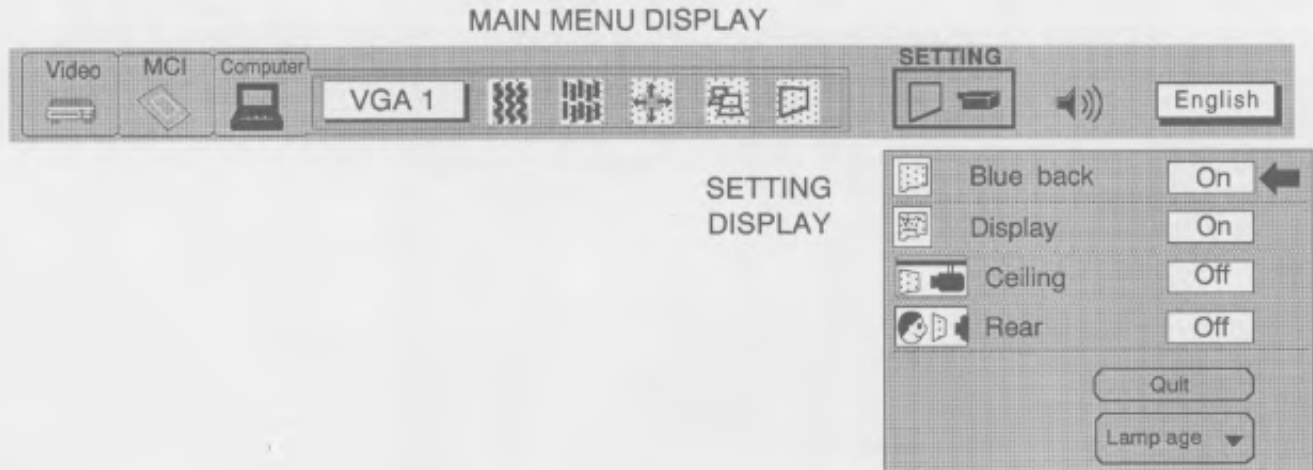 MAIN MENU DISPLAY
Video MCI Computer VGA 1 SETTING English
SETTING
DISPLAY
Blue back On
Display On
Ceiling Off
Rear Off
Quit
Lamp age